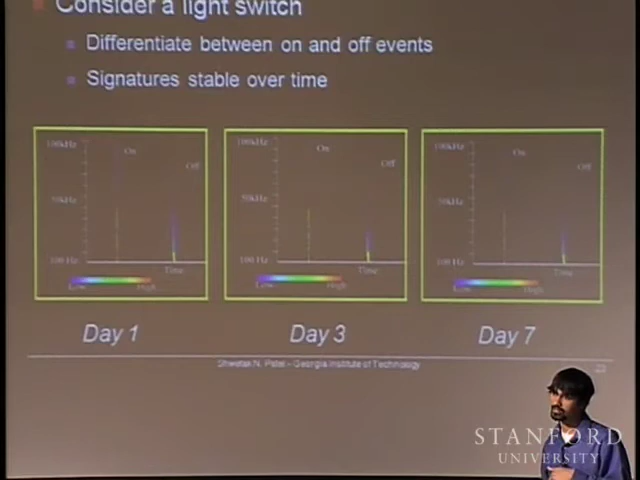 Consider a light switch
Differentiate between on and off events
Signatures stable over time
100kHz
On
Off
50kHz
100 Hz
Time
Low
High
100kHz
On
Off
50kHz
100 Hz
Time
Low
High
100kHz
On
Off
50kHz
100 Hz
Time
Low
High
Day 1
Day 3
Day 7
Shwetak N. Patel - Georgia Institute of Technology
STANFORD
UNIVERSITY